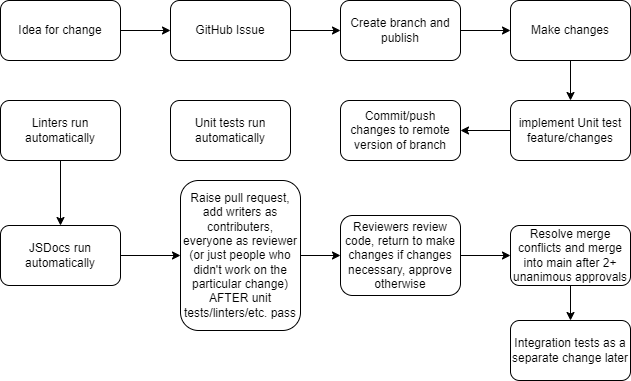 Idea for change
GitHub Issue
Create branch and
publish
Make changes
Linters run
automatically
Unit tests run
automatically
Commit/push
changes to remote
version of branch
implement Unit test
feature/changes
JSDocs run
automatically
Raise pull request,
add writers as
contributers,
everyone as reviewer
(or just people who
didn't work on the
particular change)
AFTER unit
tests/linters/etc. pass
Reviewers review
code, return to make
changes if changes
necessary, approve
otherwise
Resolve merge
conflicts and merge
into main after 2+
unanimous approvals
Integration tests as a
separate change later